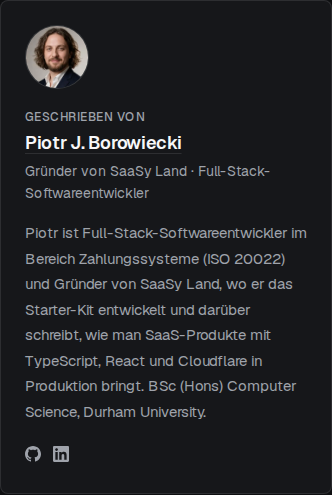 GESCHRIEBEN VON
Piotr J. Borowiecki
Gründer von SaaSy Land · Full-Stack-
Softwareentwickler
Piotr ist Full-Stack-Softwareentwickler im
Bereich Zahlungssysteme (ISO 20022)
und Gründer von SaaSy Land, wo er das
Starter-Kit entwickelt und darüber
schreibt, wie man SaaS-Produkte mit
TypeScript, React und Cloudflare in
Produktion bringt. BSc (Hons) Computer
Science, Durham University.
in